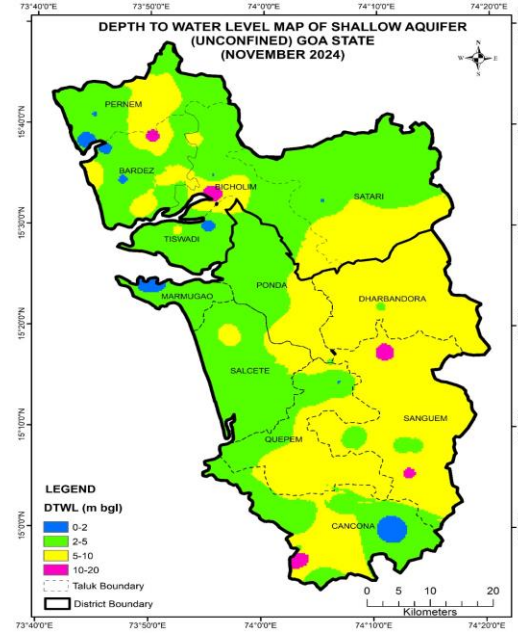 DEPTH TO WATER LEVEL MAP OF SHALLOW AQUIFER
(UNCONFINED) GOA STATE
(NOVEMBER 2024)
73°40'0"E 73°50'0"E 74°0'0"E 74°10'0"E 74°20'0"E
N
W E
S
15°40'0"N
15°30'0"N
15°20'0"N
15°10'0"N
15°0'0"N
PERNEM
BARDEZ
BICHOLIM
SATARI
TISWADI
PONDA
MARMUGAO
DHARBANDORA
SALCETE
SANGUEM
QUEPEM
CANCONA
LEGEND
DTWL (m bgl)
0-2
2-5
5-10
10-20
Taluk Boundary
District Boundary
0 5 10 20
Kilometers
73°40'0"E 73°50'0"E 74°0'0"E 74°10'0"E 74°20'0"E